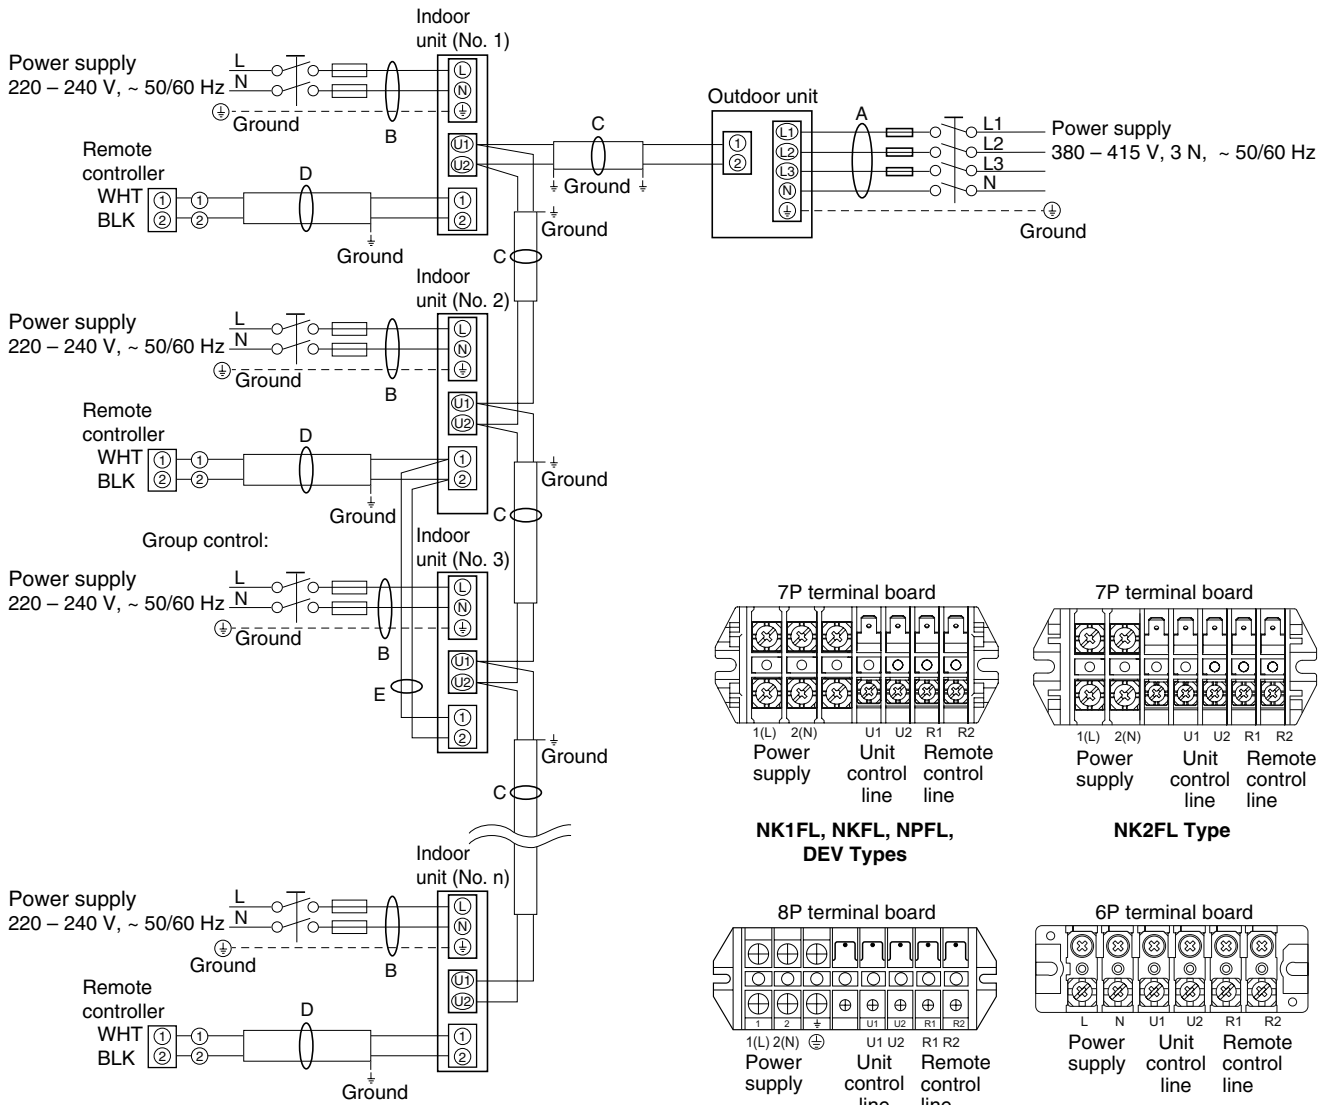 Indoor
unit (No. 1)
Power supply
220 – 240 V, ~ 50/60 Hz
L
N
Ground
B
L
N
U1
U2
1
2
Remote
controller
WHT 1 1
BLK 2 2
D
Ground
C
Ground
Ground
C
Outdoor unit
1
2
L1
L2
L3
N
A
L1
L2
L3
N
Power supply
380 – 415 V, 3 N, ~ 50/60 Hz
Ground
Indoor
unit (No. 2)
Power supply
220 – 240 V, ~ 50/60 Hz
L
N
Ground
B
L
N
U1
U2
1
2
Remote
controller
WHT 1 1
BLK 2 2
D
Ground
Ground
C
Group control:
Indoor
unit (No. 3)
Power supply
220 – 240 V, ~ 50/60 Hz
L
N
Ground
B
L
N
U1
U2
1
2
E
Ground
C
Indoor
unit (No. n)
Power supply
220 – 240 V, ~ 50/60 Hz
L
N
Ground
B
L
N
U1
U2
1
2
Remote
controller
WHT 1 1
BLK 2 2
D
Ground
7P terminal board
1(L) 2(N) U1 U2 R1 R2
Power
supply
Unit
control
line
Remote
control
line
NK1FL, NKFL, NPFL,
DEV Types
7P terminal board
1(L) 2(N) U1 U2 R1 R2
Power
supply
Unit
control
line
Remote
control
line
NK2FL Type
8P terminal board
1 2 U1 U2 R1 R2
1(L) 2(N) U1 U2 R1 R2
Power
supply
Unit
control
line
Remote
control
line
6P terminal board
L N U1 U2 R1 R2
Power
supply
Unit
control
line
Remote
control
line